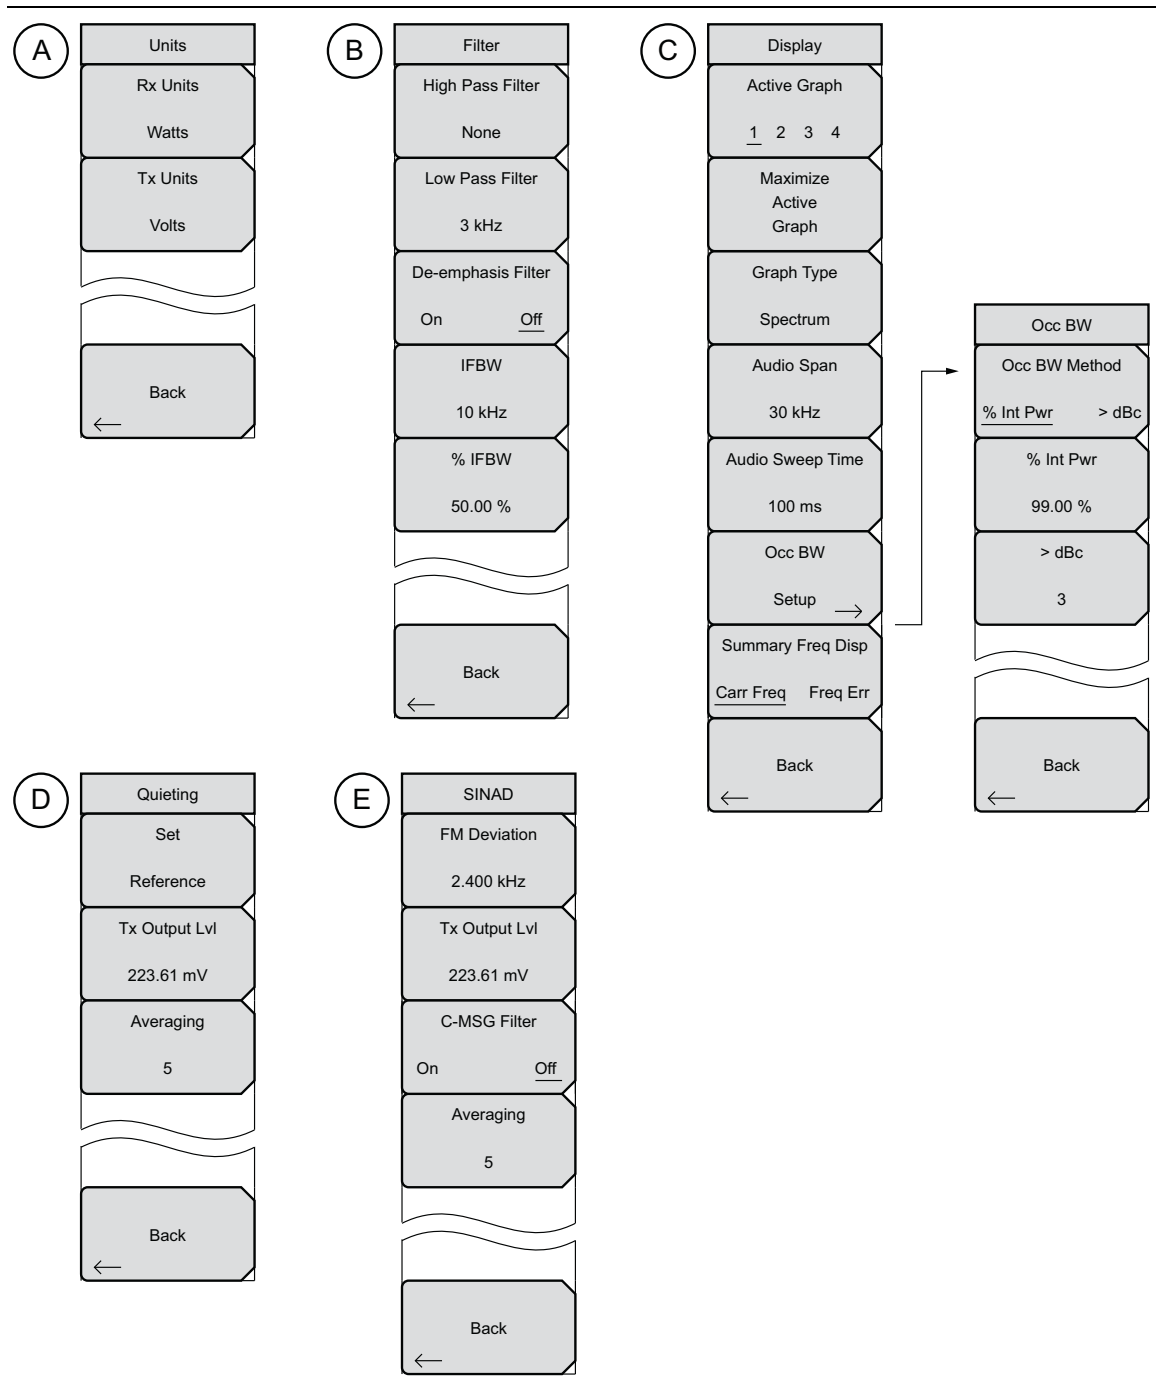 A
Units
Rx Units
Watts
Tx Units
Volts
Back
B
Filter
High Pass Filter
None
Low Pass Filter
3 kHz
De-emphasis Filter
On Off
IFBW
10 kHz
% IFBW
50.00 %
Back
C
Display
Active Graph
1 2 3 4
Maximize
Active
Graph
Graph Type
Spectrum
Audio Span
30 kHz
Audio Sweep Time
100 ms
Occ BW
Setup
Summary Freq Disp
Carr Freq Freq Err
Back
Occ BW
Occ BW Method
% Int Pwr > dBc
% Int Pwr
99.00 %
> dBc
3
Back
D
Quieting
Set
Reference
Tx Output Lvl
223.61 mV
Averaging
5
Back
E
SINAD
FM Deviation
2.400 kHz
Tx Output Lvl
223.61 mV
C-MSG Filter
On Off
Averaging
5
Back